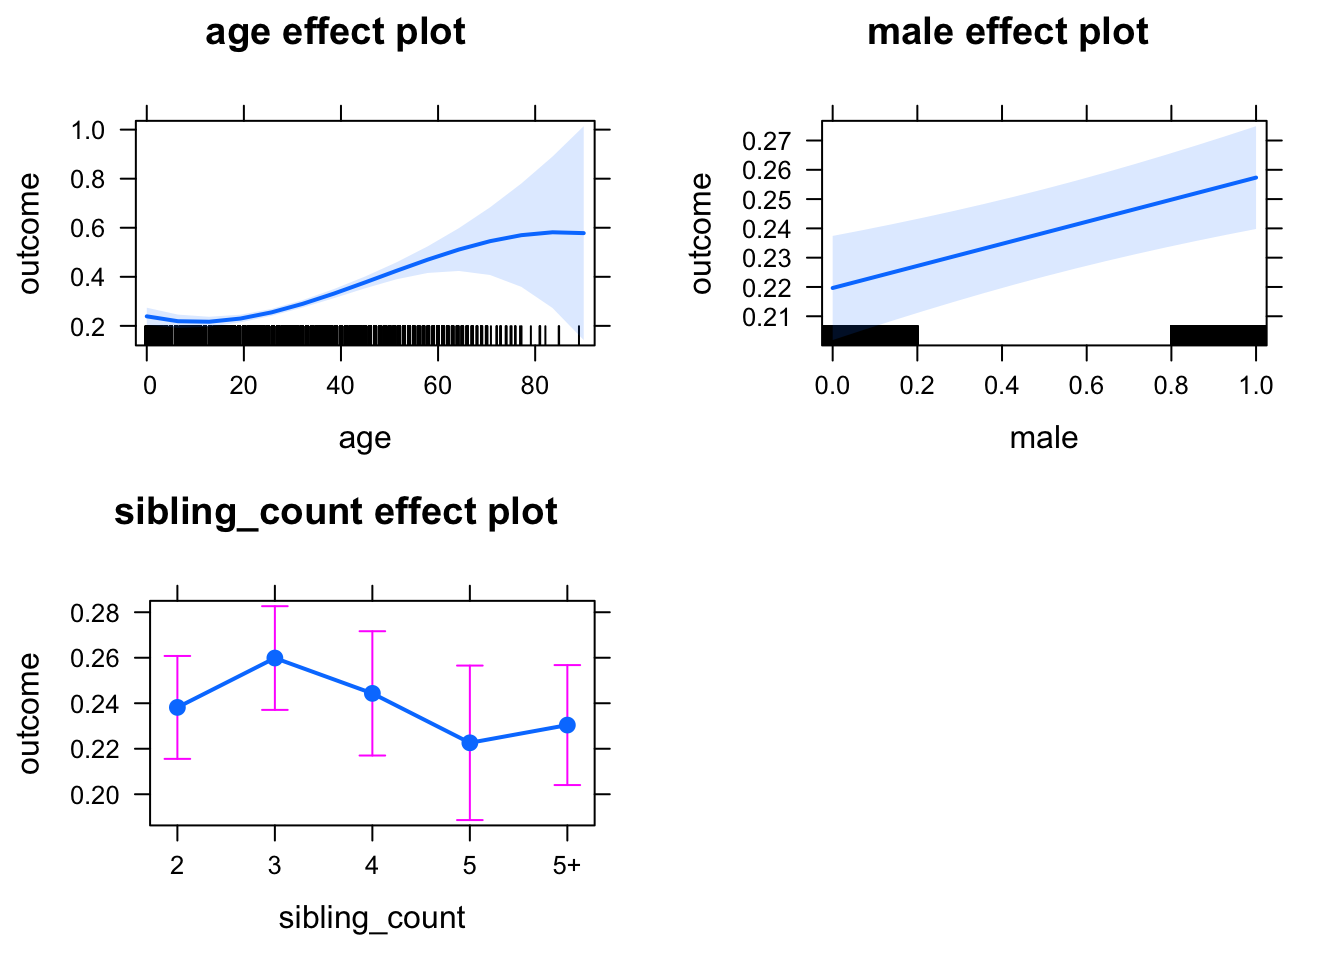 age effect plot
outcome
1.0
0.8
0.6
0.4
0.2
0 20 40 60 80
age
male effect plot
outcome
0.27
0.26
0.25
0.24
0.23
0.22
0.21
0.0 0.2 0.4 0.6 0.8 1.0
male
sibling_count effect plot
outcome
0.28
0.26
0.24
0.22
0.20
2 3 4 5 5+
sibling_count